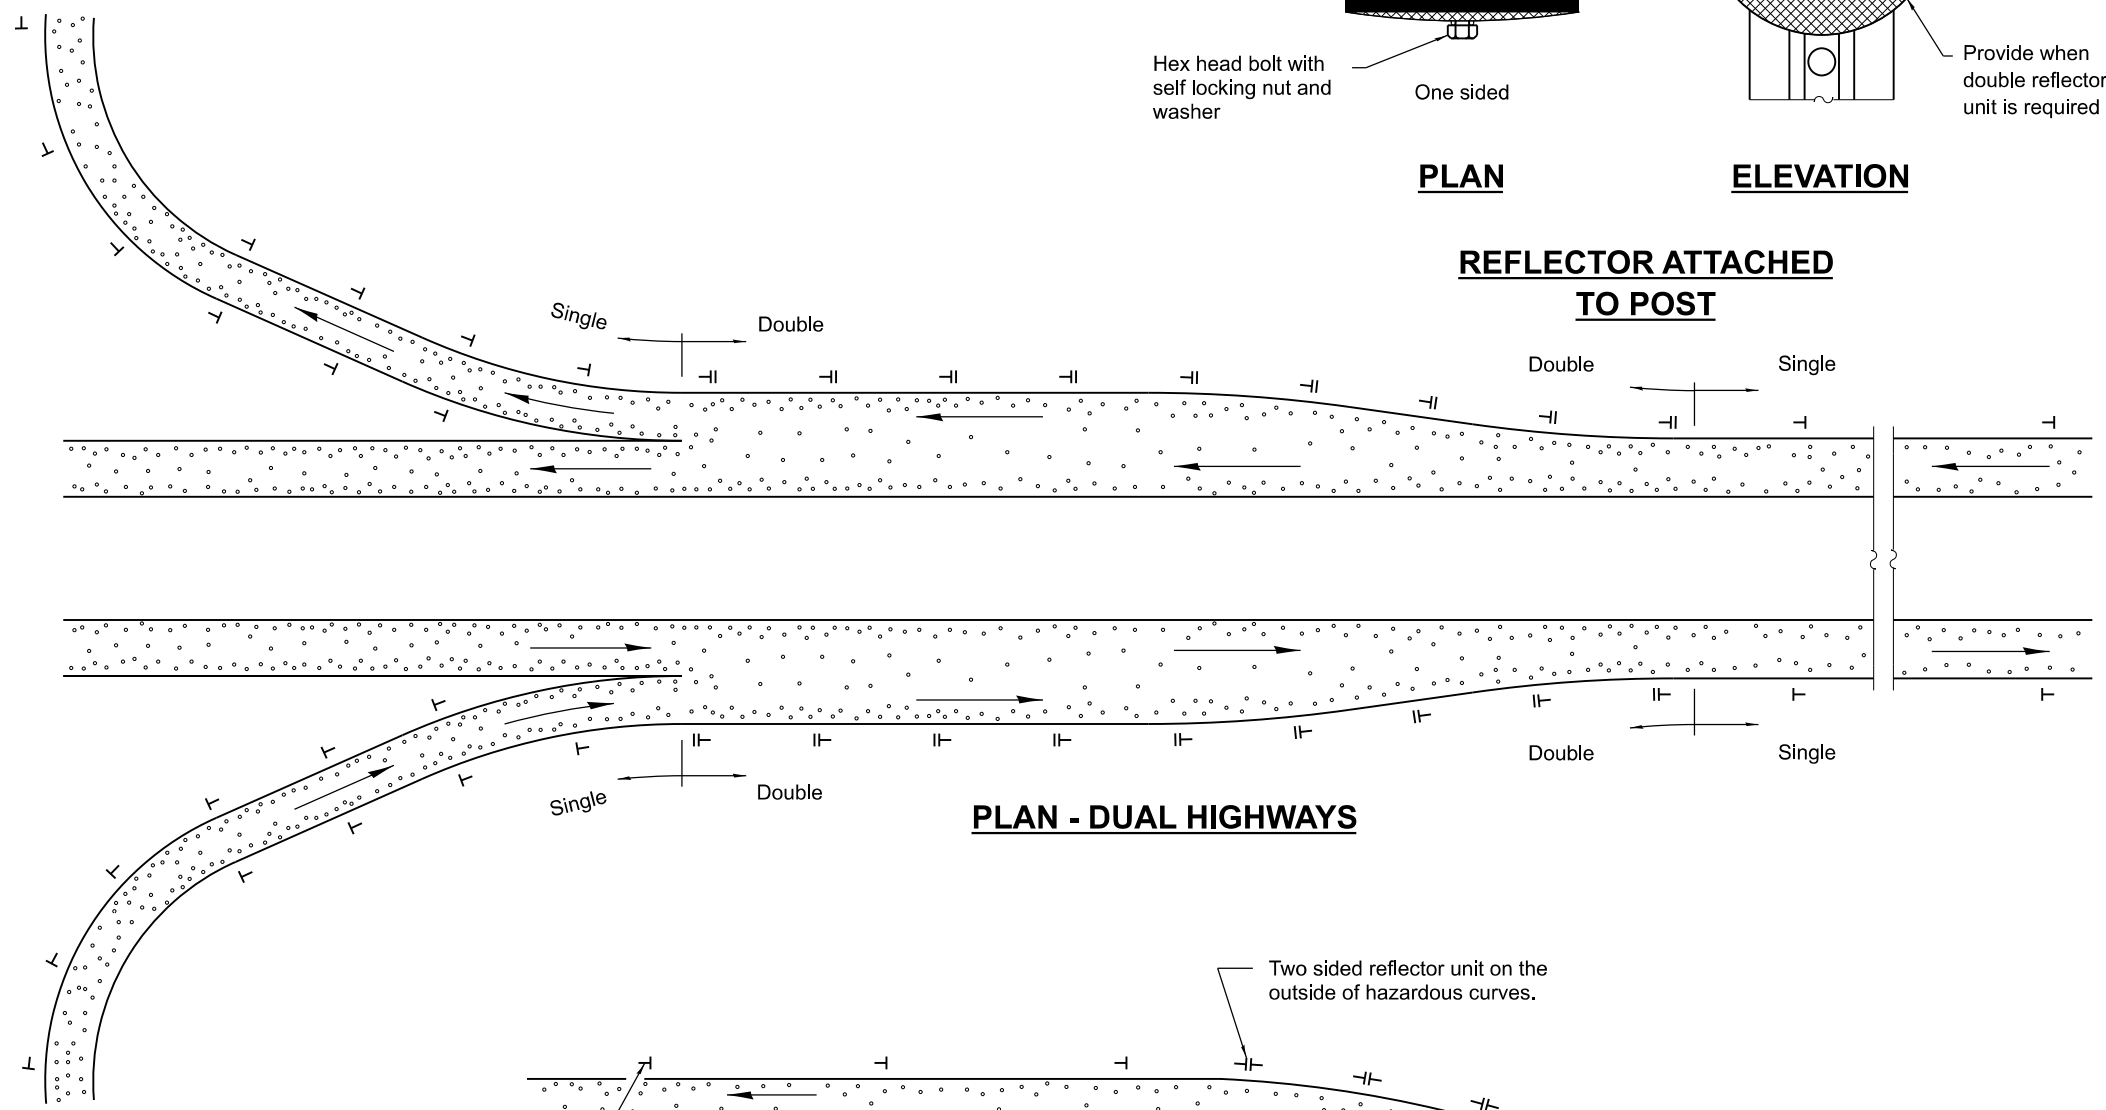 Hex head bolt with
self locking nut and
washer
One sided
Provide when
double reflector
unit is required
PLAN
ELEVATION
REFLECTOR ATTACHED
TO POST
Single
Double
Double
Single
Double
Single
Single
Double
PLAN - DUAL HIGHWAYS
Two sided reflector unit on the
outside of hazardous curves.